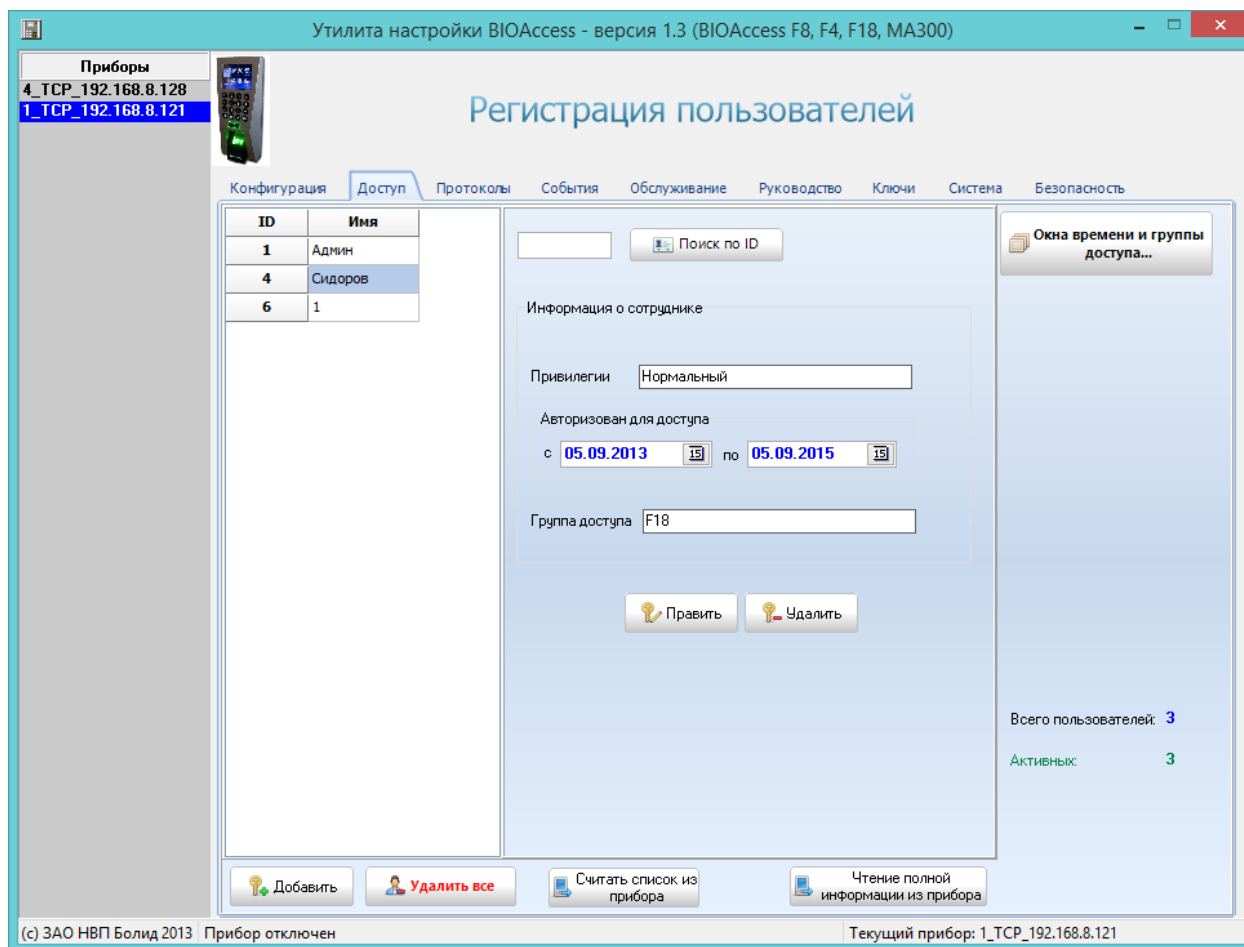 Утилита настройки BIOAccess - версия 1.3 (BIOAccess F8, F4, F18, MA300)
Приборы
4_TCP_192.168.8.128
1_TCP_192.168.8.121
Регистрация пользователей
Конфигурация Доступ Протоколы События Обслуживание Руководство Ключи Система Безопасность
ID Имя
1 Админ
4 Сидоров
6 1
Поиск по ID
Информация о сотруднике
Привилегии Нормальный
Авторизован для доступа
с 05.09.2013 15 по 05.09.2015 15
Группа доступа F18
Править Удалить
Окна времени и группы
доступа...
Всего пользователей: 3
Активных: 3
Добавить Удалить все
Считать список из
прибора
Чтение полной
информации из прибора
(с) ЗАО НВП Болид 2013 Прибор отключен Текущий прибор: 1_TCP_192.168.8.121